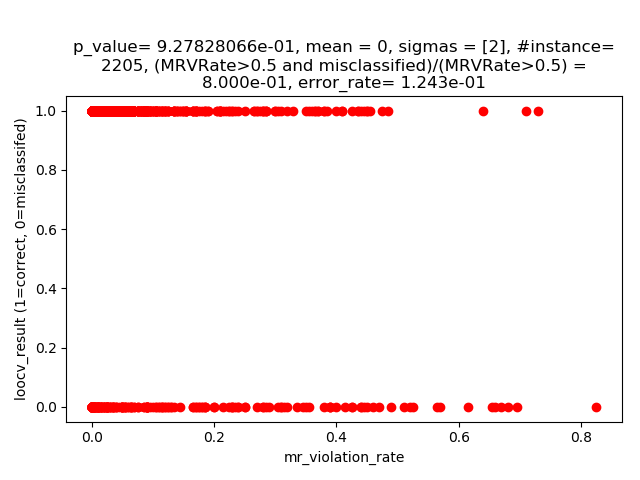 p_value= 9.27828066e-01, mean = 0, sigmas = [2], #instance=
2205, (MRVRate>0.5 and misclassified)/(MRVRate>0.5) =
8.000e-01, error_rate= 1.243e-01
loocv_result (1=correct, 0=misclassifed)
1.0
0.8
0.6
0.4
0.2
0.0
0.0 0.2 0.4 0.6 0.8
mr_violation_rate